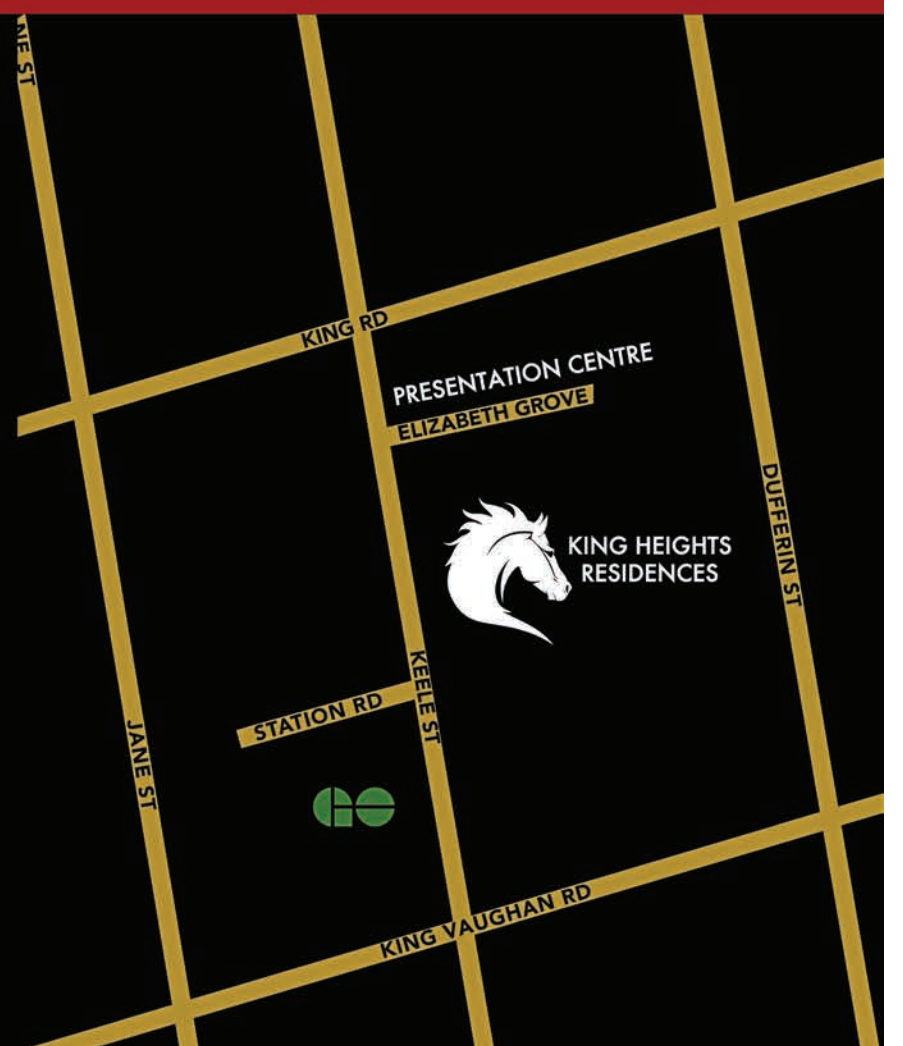 NE ST
KING RD
PRESENTATION CENTRE
ELIZABETH GROVE
DUFFERIN ST
KING HEIGHTS
RESIDENCES
KEELE ST
STATION RD
JANE ST
GO
KING VAUGHAN RD